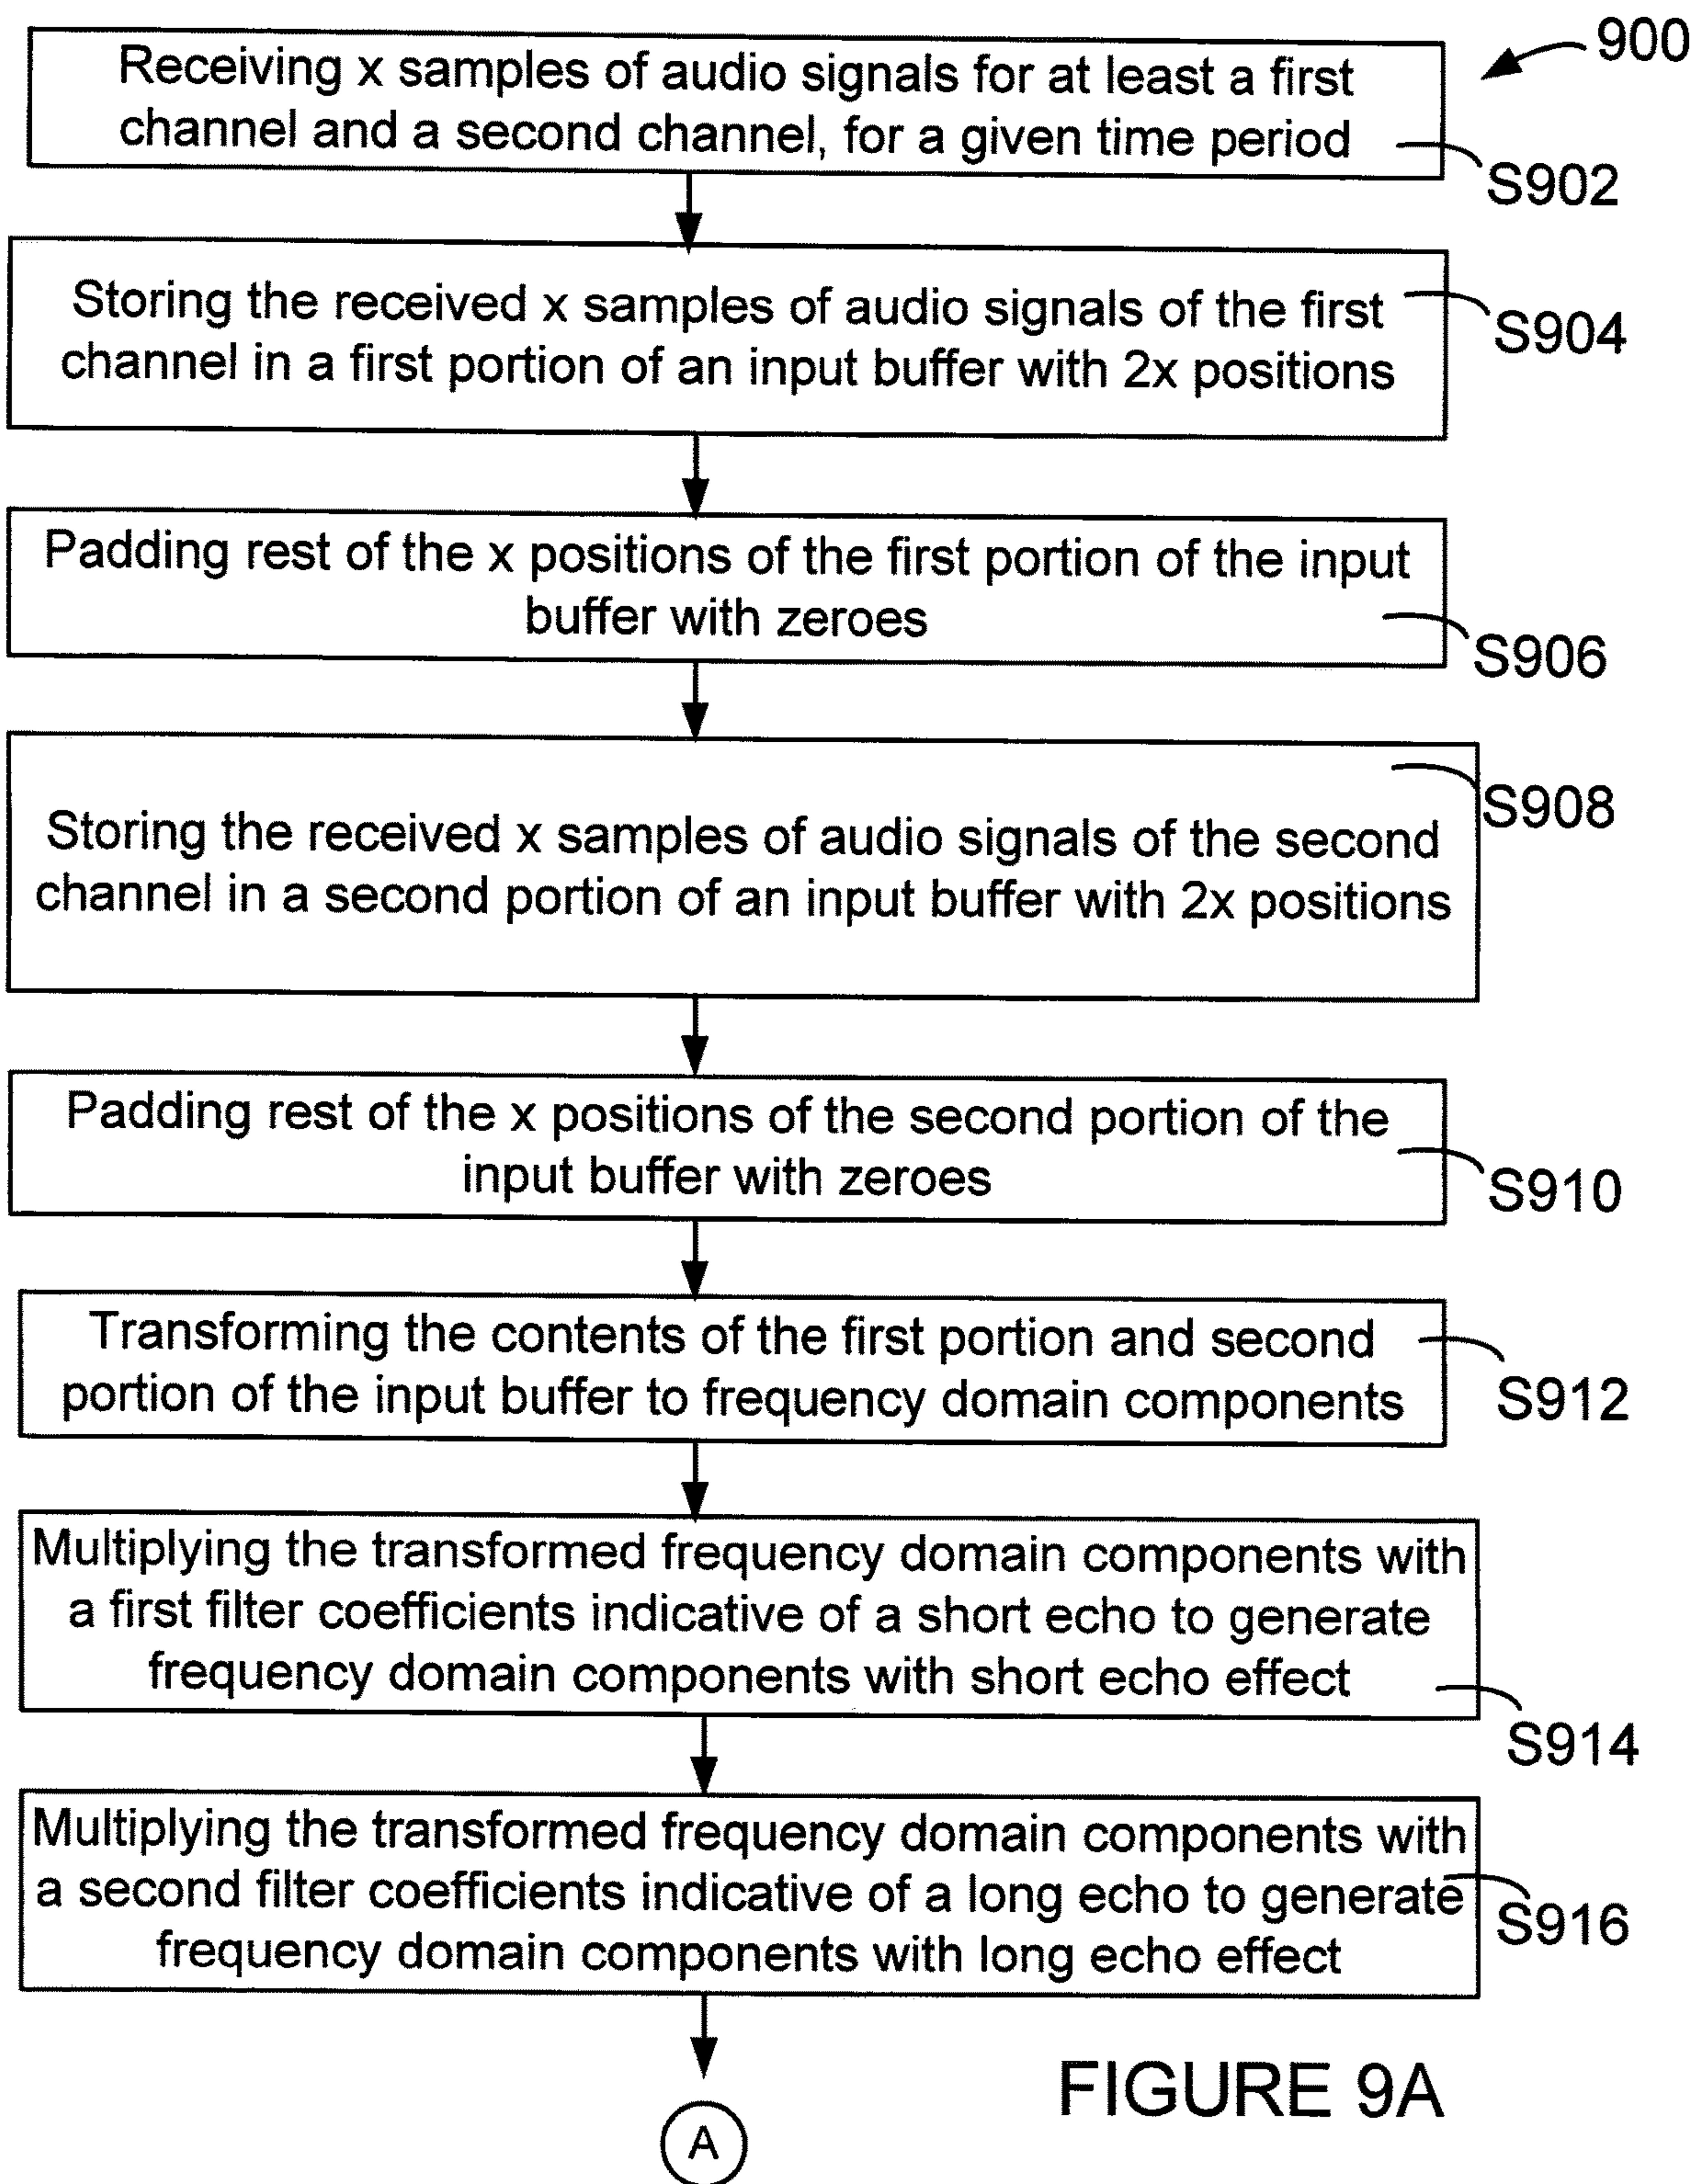 900
Receiving x samples of audio signals for at least a first
channel and a second channel, for a given time period
S902
Storing the received x samples of audio signals of the first
channel in a first portion of an input buffer with 2x positions
S904
Padding rest of the x positions of the first portion of the input
buffer with zeroes
S906
Storing the received x samples of audio signals of the second
channel in a second portion of an input buffer with 2x positions
S908
Padding rest of the x positions of the second portion of the
input buffer with zeroes
S910
Transforming the contents of the first portion and second
portion of the input buffer to frequency domain components
S912
Multiplying the transformed frequency domain components with
a first filter coefficients indicative of a short echo to generate
frequency domain components with short echo effect
S914
Multiplying the transformed frequency domain components with
a second filter coefficients indicative of a long echo to generate
frequency domain components with long echo effect
S916
A
FIGURE 9A